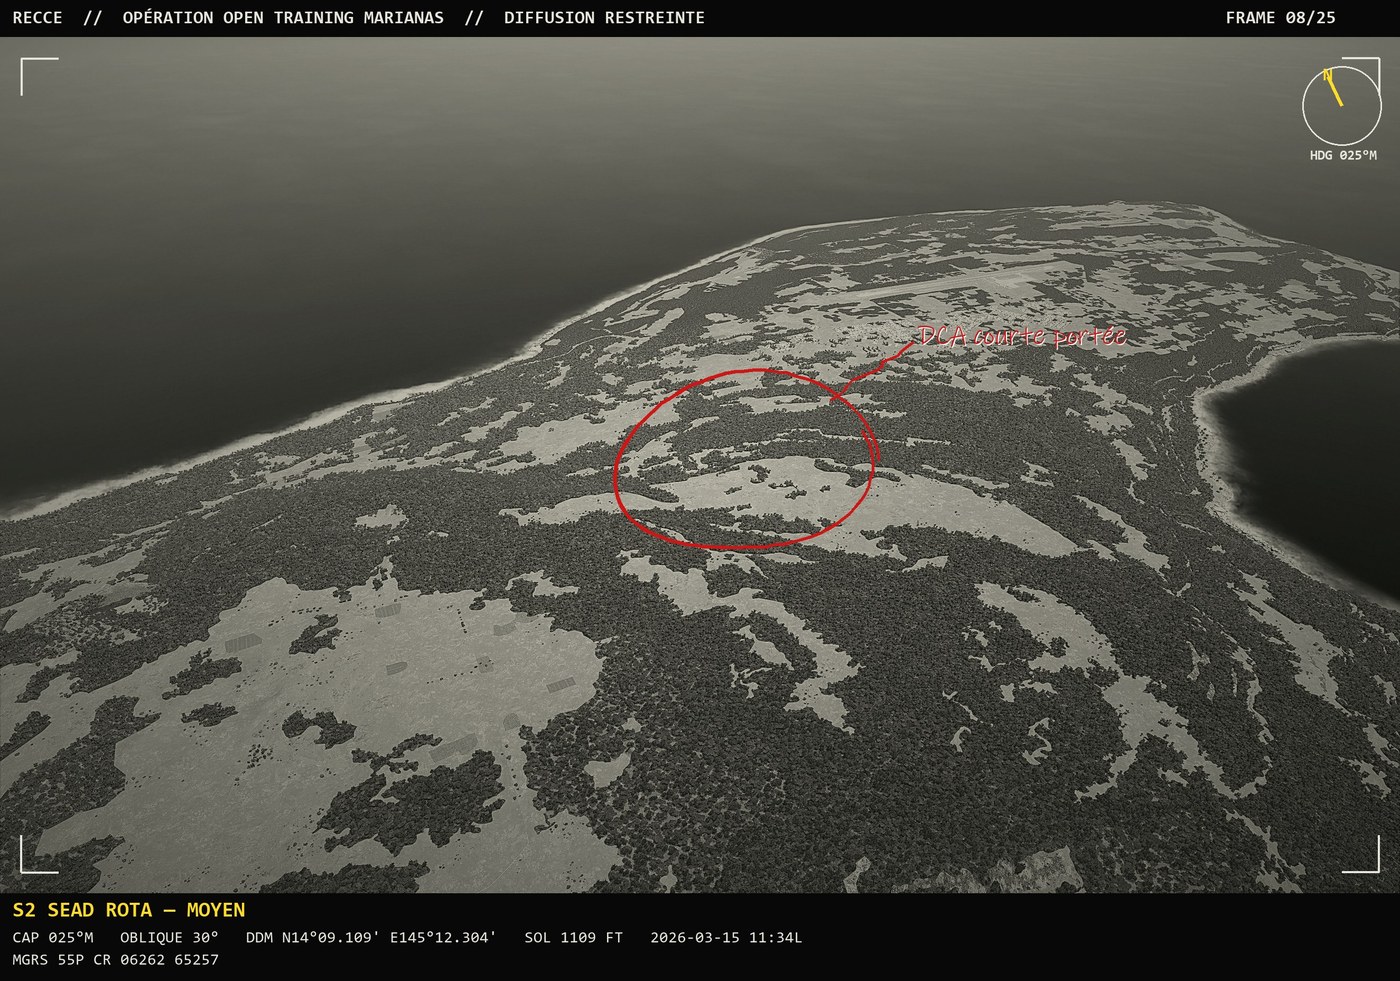 RECCE // OPÉRATION OPEN TRAINING MARIANAS // DIFFUSION RESTREINTE FRAME 08/25
N
HDG 025°M
DCA courte portée
S2 SEAD ROTA — MOYEN
CAP 025°M OBLIQUE 30° DDM N14°09.109' E145°12.304' SOL 1109 FT 2026-03-15 11:34L
MGRS 55P CR 06262 65257